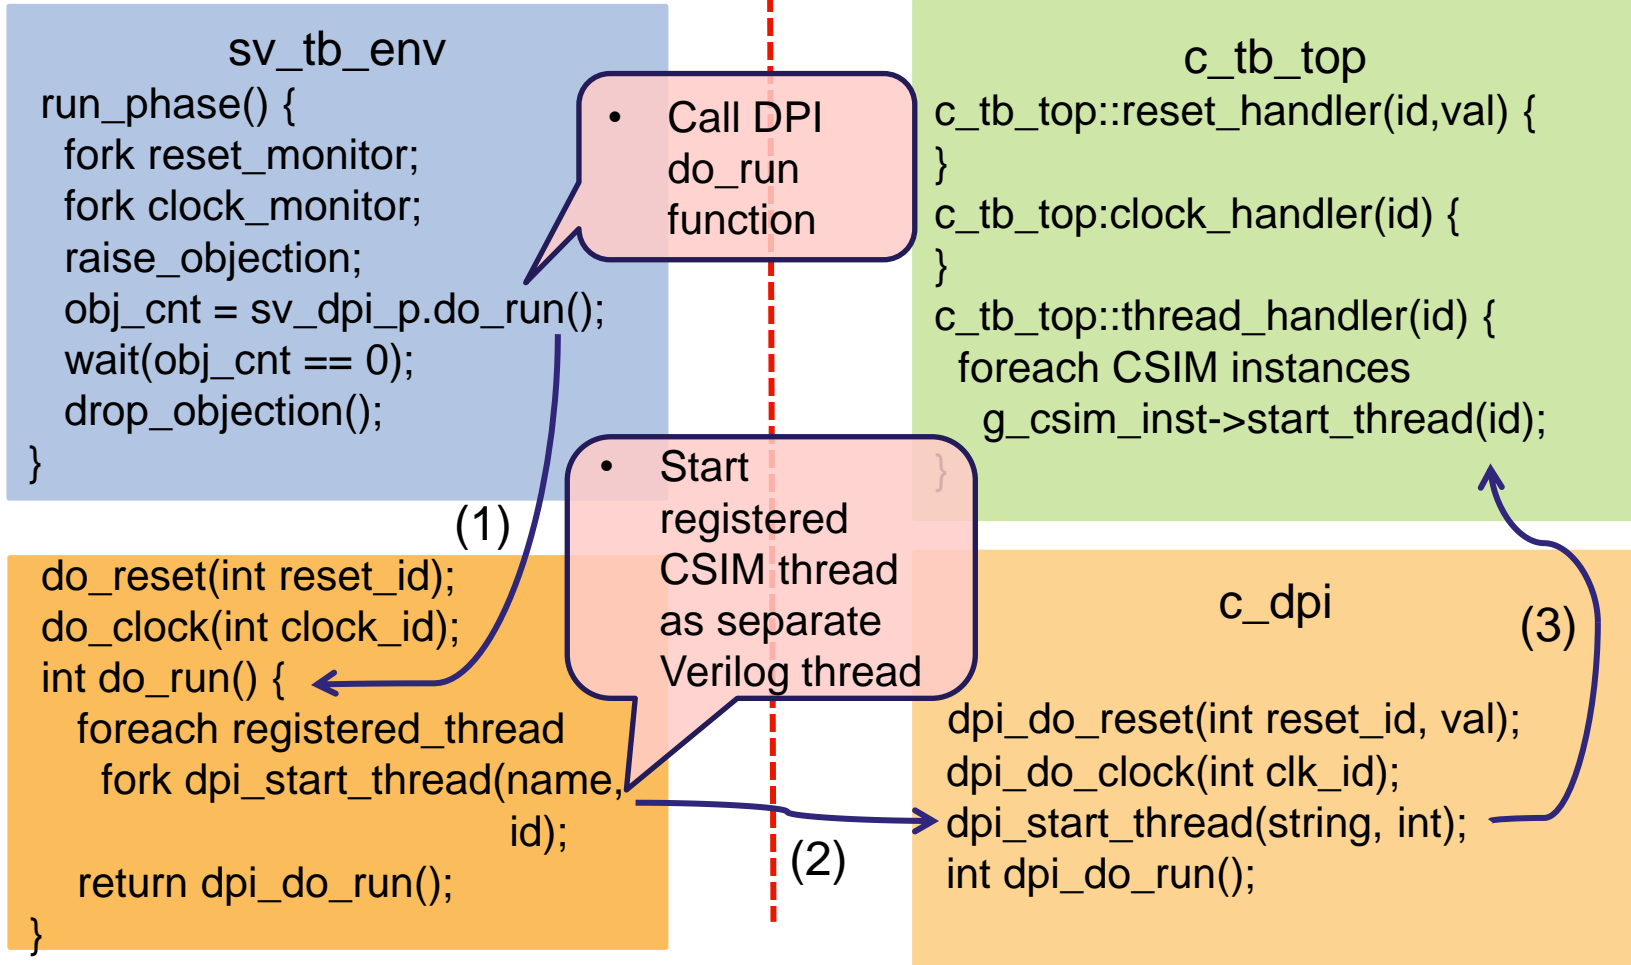 sv_tb_env
run_phase() {
fork reset_monitor;
fork clock_monitor;
raise_objection;
obj_cnt = sv_dpi_p.do_run();
wait(obj_cnt == 0);
drop_objection();
}
• Call DPI
do_run
function
c_tb_top
c_tb_top::reset_handler(id,val) {
}
c_tb_top:clock_handler(id) {
}
c_tb_top::thread_handler(id) {
foreach CSIM instances
g_csim_inst->start_thread(id);
}
(1)
• Start
registered
CSIM thread
as separate
Verilog thread
do_reset(int reset_id);
do_clock(int clock_id);
int do_run() {
foreach registered_thread
fork dpi_start_thread(name,
id);
return dpi_do_run();
}
(2)
c_dpi
(3)
dpi_do_reset(int reset_id, val);
dpi_do_clock(int clk_id);
dpi_start_thread(string, int);
int dpi_do_run();